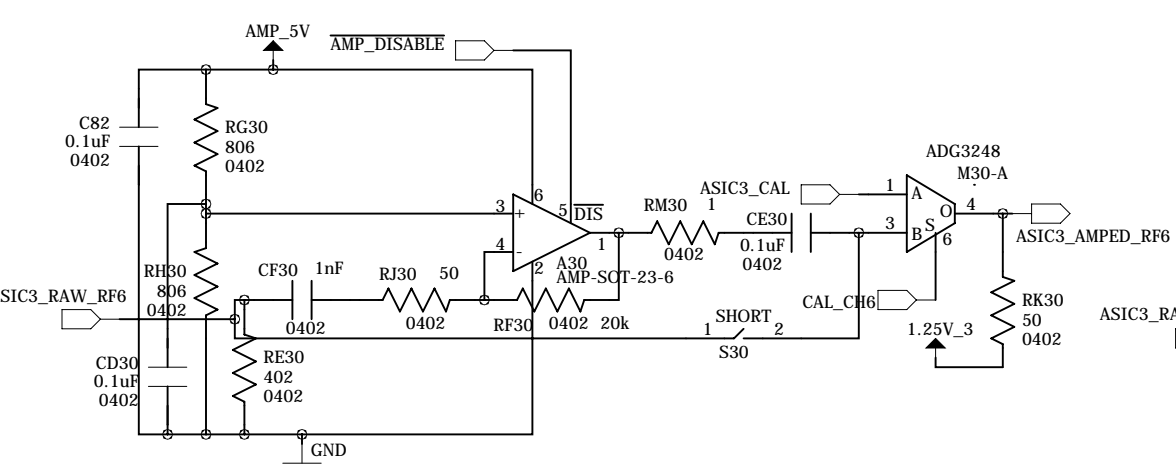 AMP_5V
AMP_DISABLE
C82
0.1uF
0402
RG30
806
0402
ADG3248
M30-A
6
5
DIS
3
+
4
-
2
1
A30
AMP-SOT-23-6
RM30
1
0402
ASIC3_CAL
CE30
0.1uF
0402
1
A
O
4
3
B
S
6
ASIC3_AMPED_RF6
RH30
806
0402
CF30
1nF
0402
RJ30
50
0402
RF30
0402
20k
SIC3_RAW_RF6
CAL_CH6
SHORT
1
2
S30
1.25V_3
RK30
50
0402
ASIC3_RA
CD30
0.1uF
0402
RE30
402
0402
GND